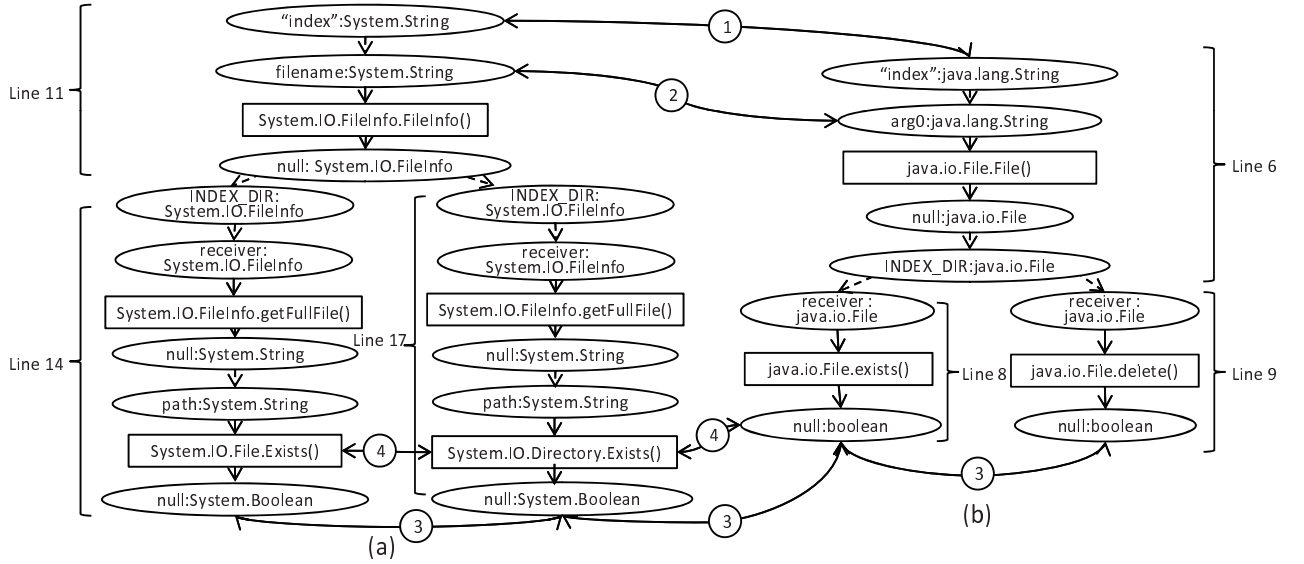 "index":System.String
filename:System.String
System.IO.FileInfo.FileInfo()
null: System.IO.FileInfo
Line 11
INDEX_DIR:
System.IO.FileInfo
receiver:
System.IO.FileInfo
System.IO.FileInfo.getFullFile()
null:System.String
path:System.String
System.IO.File.Exists()
null:System.Boolean
Line 14
INDEX_DIR:
System.IO.FileInfo
receiver:
System.IO.FileInfo
System.IO.FileInfo.getFullFile()
null:System.String
path:System.String
System.IO.Directory.Exists()
null:System.Boolean
Line 17
(a)
1
2
4
3
4
3
"index":java.lang.String
arg0:java.lang.String
java.io.File.File()
null:java.io.File
INDEX_DIR:java.io.File
Line 6
receiver :
java.io.File
java.io.File.exists()
null:boolean
Line 8
receiver :
java.io.File
java.io.File.delete()
null:boolean
Line 9
3
(b)